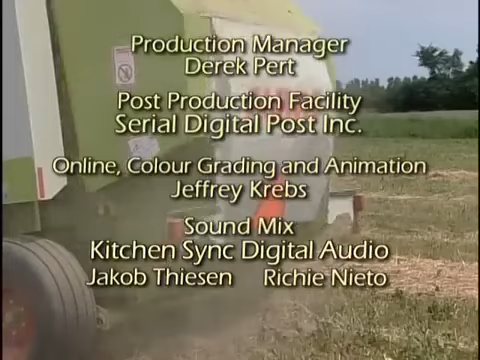 Production Manager
Derek Pert
Post Production Facility
Serial Digital Post Inc.
Online, Colour Grading and Animation
Jeffrey Krebs
Sound Mix
Kitchen Sync Digital Audio
Jakob Thiesen Richie Nieto